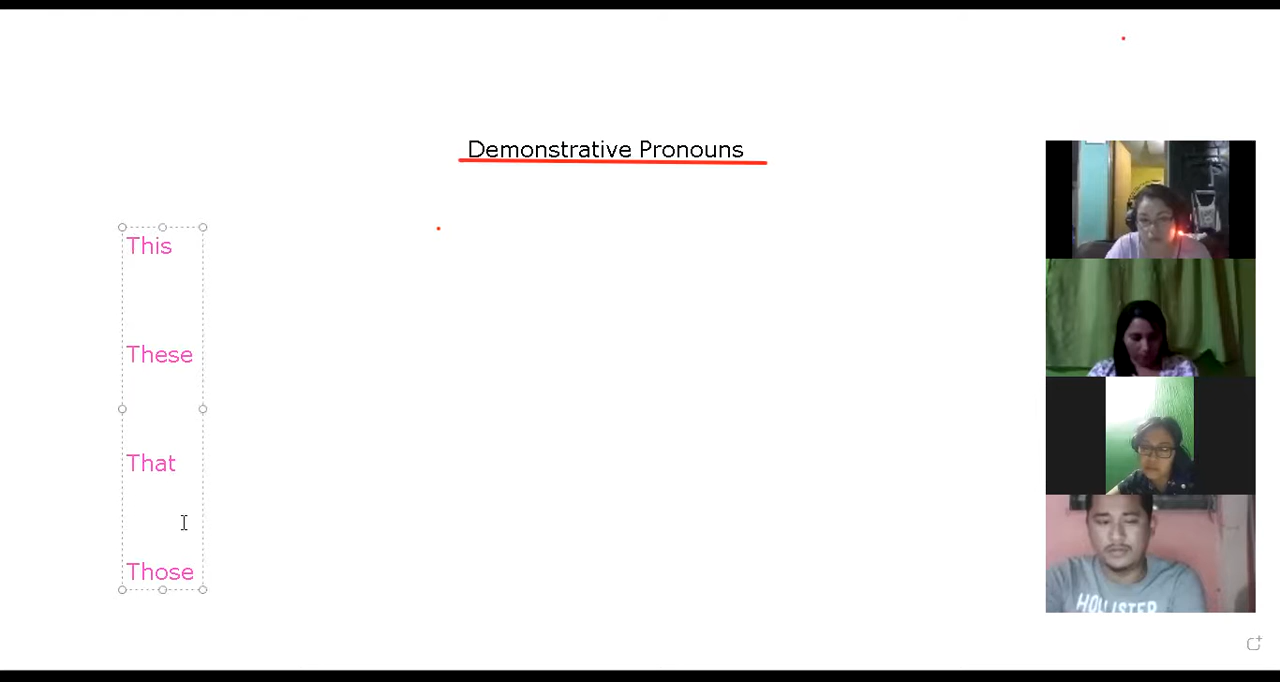 Demonstrative Pronouns
This
These
That
Those
HOLLISTER